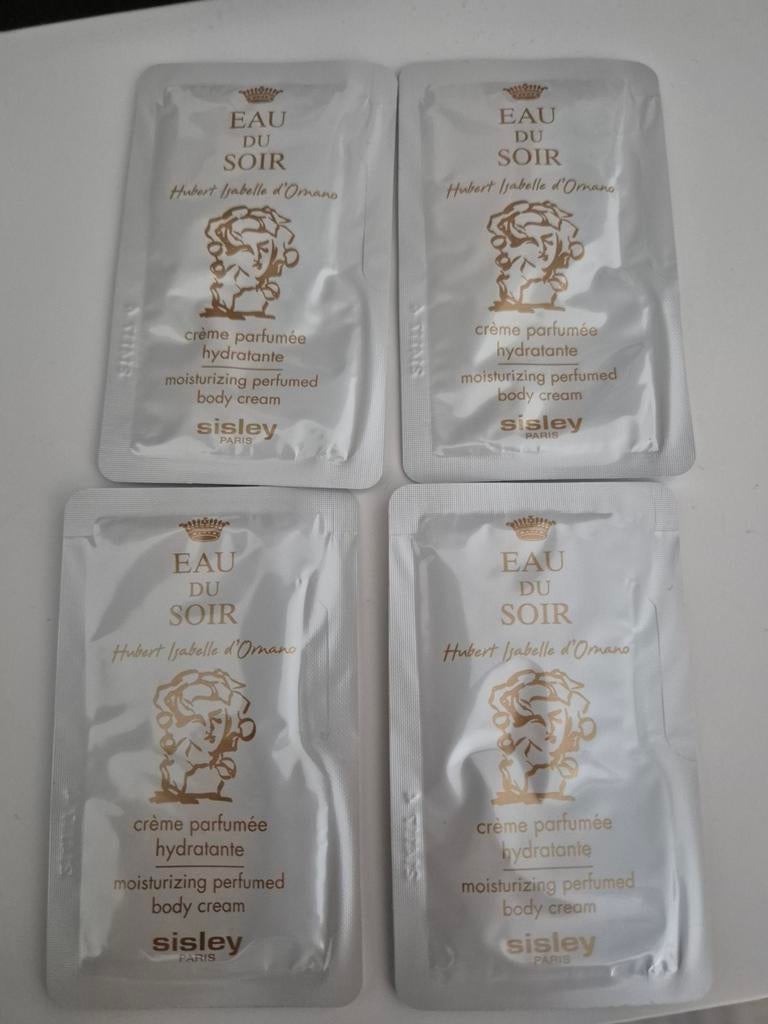 EAU
DU
SOIR
Hubert Isabelle d'Ornano
crème parfumée
hydratante
moisturizing perfumed
body cream
sisley
PARIS
EAU
DU
SOIR
Hubert Isabelle d'Ornano
crème parfumée
hydratante
moisturizing perfumed
body cream
sisley
PARIS
EAU
DU
SOIR
Hubert Isabelle d'Ornano
crème parfumée
hydratante
moisturizing perfumed
body cream
sisley
PARIS
EAU
DU
SOIR
Hubert Isabelle d'Ornano
crème parfumée
hydratante
moisturizing perfumed
body cream
sisley
PARIS